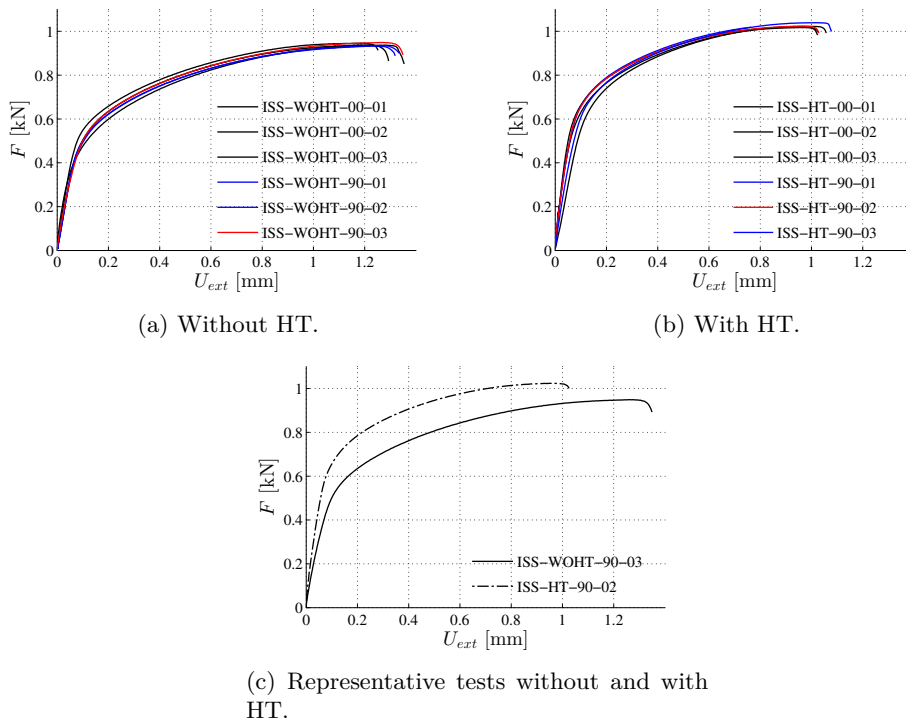 1
0.8
0.6
0.4
0.2
0
F [kN]
ISS-WOHT-00-01
ISS-WOHT-00-02
ISS-WOHT-00-03
ISS-WOHT-90-01
ISS-WOHT-90-02
ISS-WOHT-90-03
0 0.2 0.4 0.6 0.8 1 1.2
U_ext [mm]
(a) Without HT.
1
0.8
0.6
0.4
0.2
0
F [kN]
ISS-HT-00-01
ISS-HT-00-02
ISS-HT-00-03
ISS-HT-90-01
ISS-HT-90-02
ISS-HT-90-03
0 0.2 0.4 0.6 0.8 1 1.2
U_ext [mm]
(b) With HT.
1
0.8
0.6
0.4
0.2
0
F [kN]
ISS-WOHT-90-03
ISS-HT-90-02
0 0.2 0.4 0.6 0.8 1 1.2
U_ext [mm]
(c) Representative tests without and with
HT.